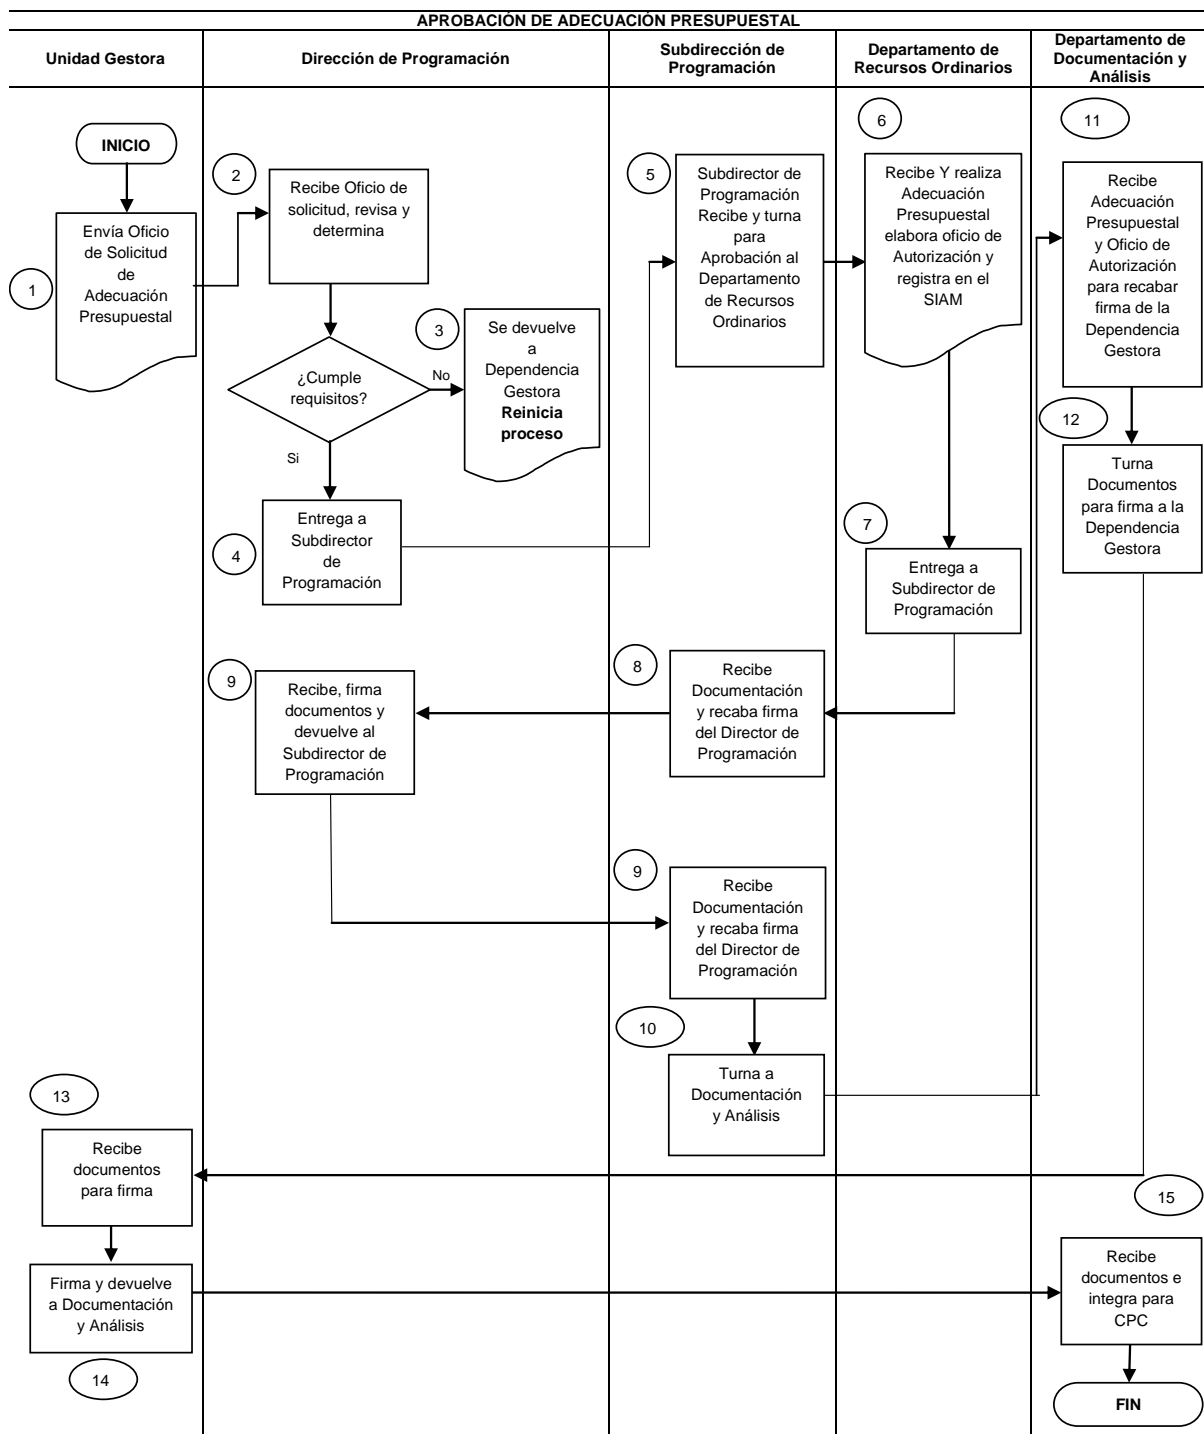 APROBACIÓN DE ADECUACIÓN PRESUPUESTAL
Unidad Gestora
Dirección de Programación
Subdirección de
Programación
Departamento de
Recursos Ordinarios
Departamento de
Documentación y
Análisis
INICIO
1
Envía Oficio
de Solicitud
de
Adecuación
Presupuestal
2
Recibe Oficio de
solicitud, revisa y
determina
¿Cumple
requisitos?
No
Si
3
Se devuelve
a
Dependencia
Gestora
Reinicia
proceso
4
Entrega a
Subdirector
de
Programación
5
Subdirector de
Programación
Recibe y turna
para
Aprobación al
Departamento
de Recursos
Ordinarios
6
Recibe Y realiza
Adecuación
Presupuestal
elabora oficio de
Autorización y
registra en el
SIAM
7
Entrega a
Subdirector de
Programación
8
Recibe
Documentación
y recaba firma
del Director de
Programación
9
Recibe, firma
documentos y
devuelve al
Subdirector de
Programación
9
Recibe
Documentación
y recaba firma
del Director de
Programación
10
Turna a
Documentación
y Análisis
11
Recibe
Adecuación
Presupuestal
y Oficio de
Autorización
para recabar
firma de la
Dependencia
Gestora
12
Turna
Documentos
para firma a la
Dependencia
Gestora
13
Recibe
documentos
para firma
Firma y devuelve
a Documentación
y Análisis
14
15
Recibe
documentos e
integra para
CPC
FIN